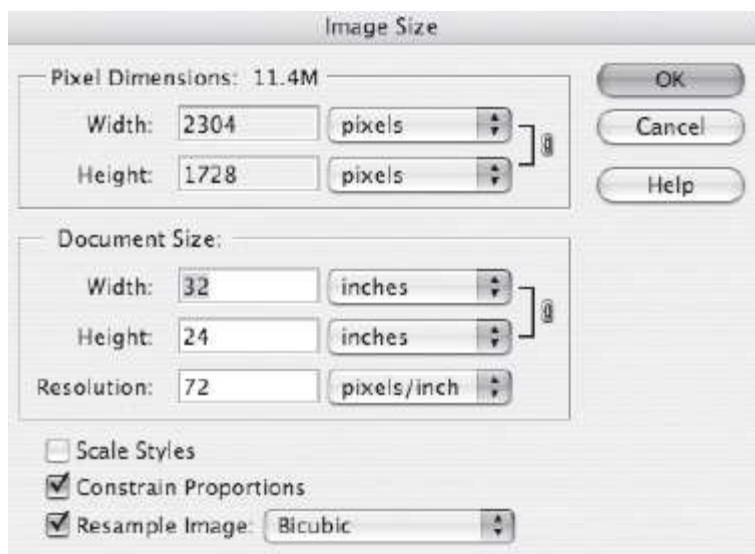 Image Size
Pixel Dimensions: 11.4M
OK
Width: 2304 pixels
Cancel
Height: 1728 pixels
Help
Document Size:
Width: 32 inches
Height: 24 inches
Resolution: 72 pixels/inch
Scale Styles
Constrain Proportions
Resample Image: Bicubic